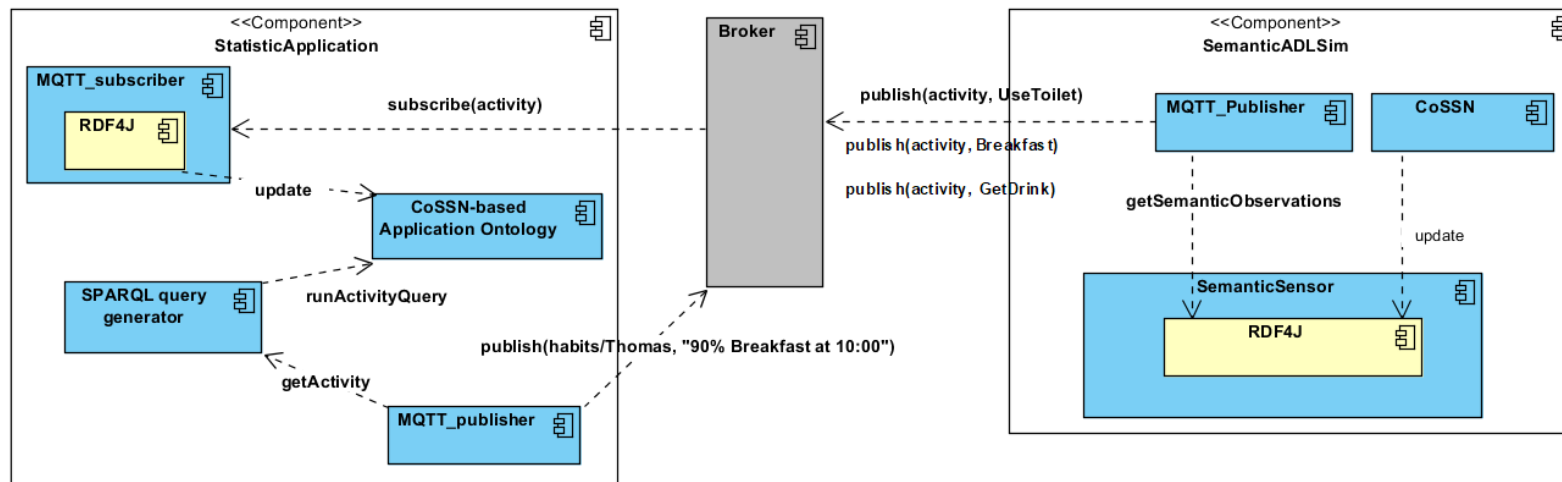 <<Component>>
StatisticApplication
MQTT_subscriber
RDF4J
update
CoSSN-based
Application Ontology
SPARQL query
generator
runActivityQuery
getActivity
MQTT_publisher
subscribe(activity)
Broker
publish(habits/Thomas, "90% Breakfast at 10:00")
publish(activity, UseToilet)
publish(activity, Breakfast)
publish(activity, GetDrink)
<<Component>>
SemanticADLSim
MQTT_Publisher
CoSSN
getSemanticObservations
update
SemanticSensor
RDF4J